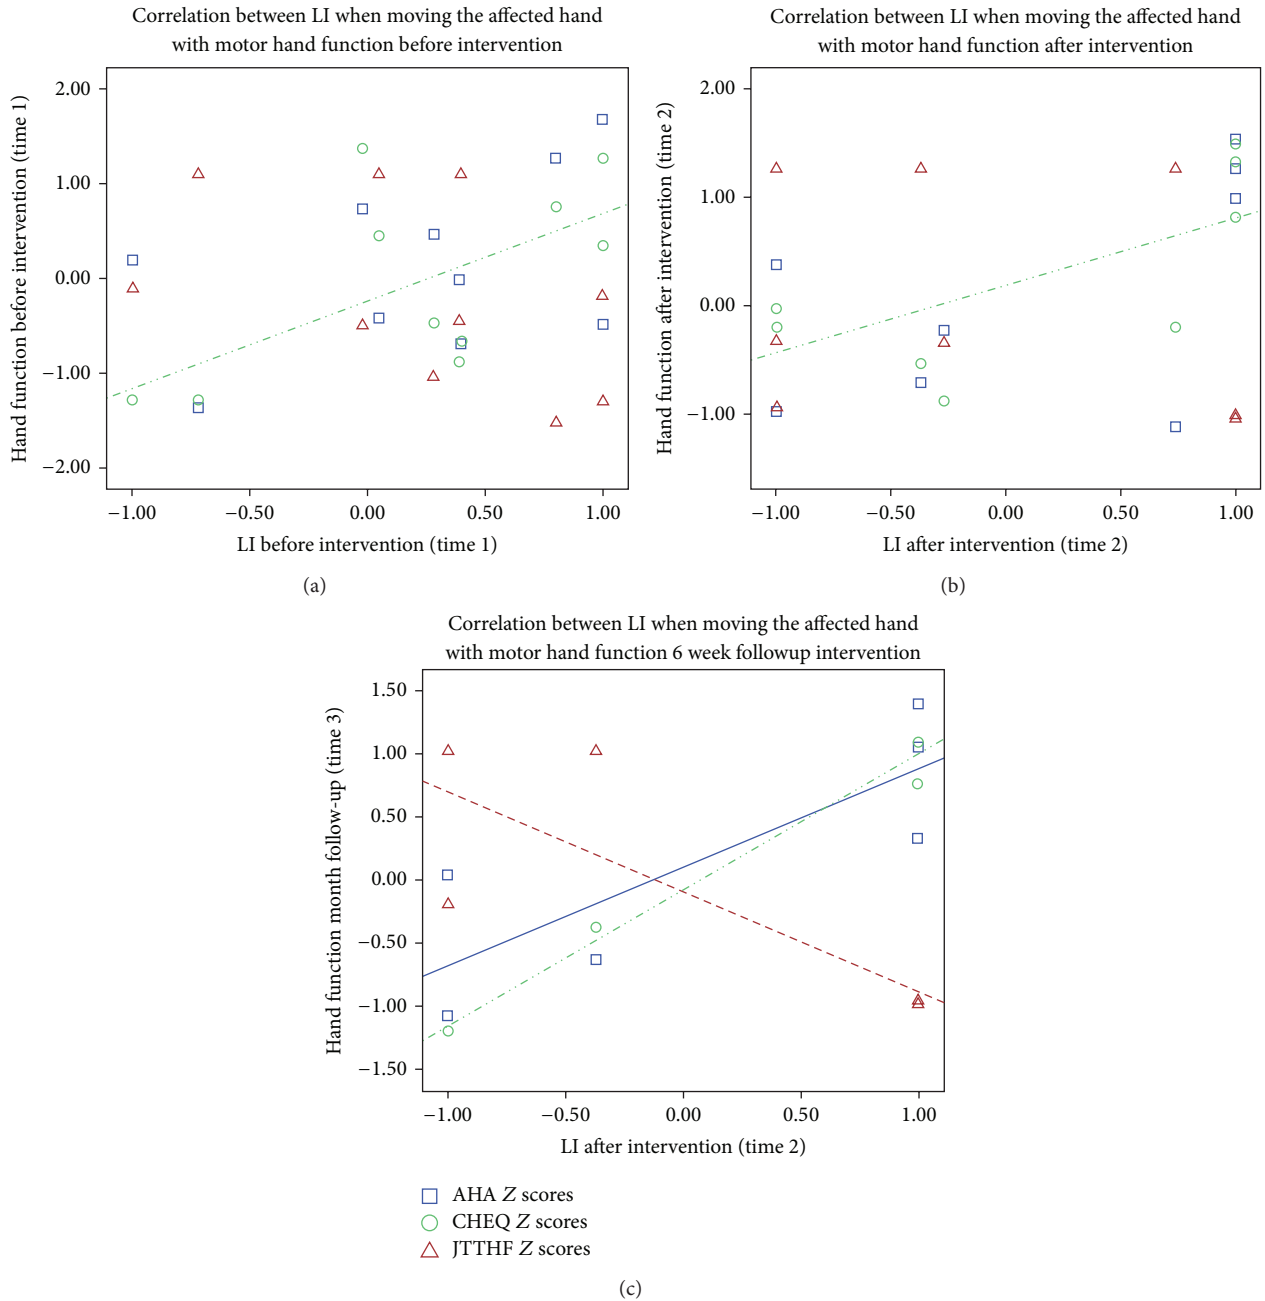 Correlation between LI when moving the affected hand
with motor hand function before intervention
Hand function before intervention (time 1)
2.00
1.00
0.00
−1.00
−2.00
−1.00
−0.50
0.00
0.50
1.00
LI before intervention (time 1)
(a)
Correlation between LI when moving the affected hand
with motor hand function after intervention
Hand function after intervention (time 2)
2.00
1.00
0.00
−1.00
−1.00
−0.50
0.00
0.50
1.00
LI after intervention (time 2)
(b)
Correlation between LI when moving the affected hand
with motor hand function 6 week followup intervention
Hand function month follow-up (time 3)
1.50
1.00
0.50
0.00
−0.50
−1.00
−1.50
−1.00
−0.50
0.00
0.50
1.00
LI after intervention (time 2)
AHA Z scores
CHEQ Z scores
JTTHF Z scores
(c)